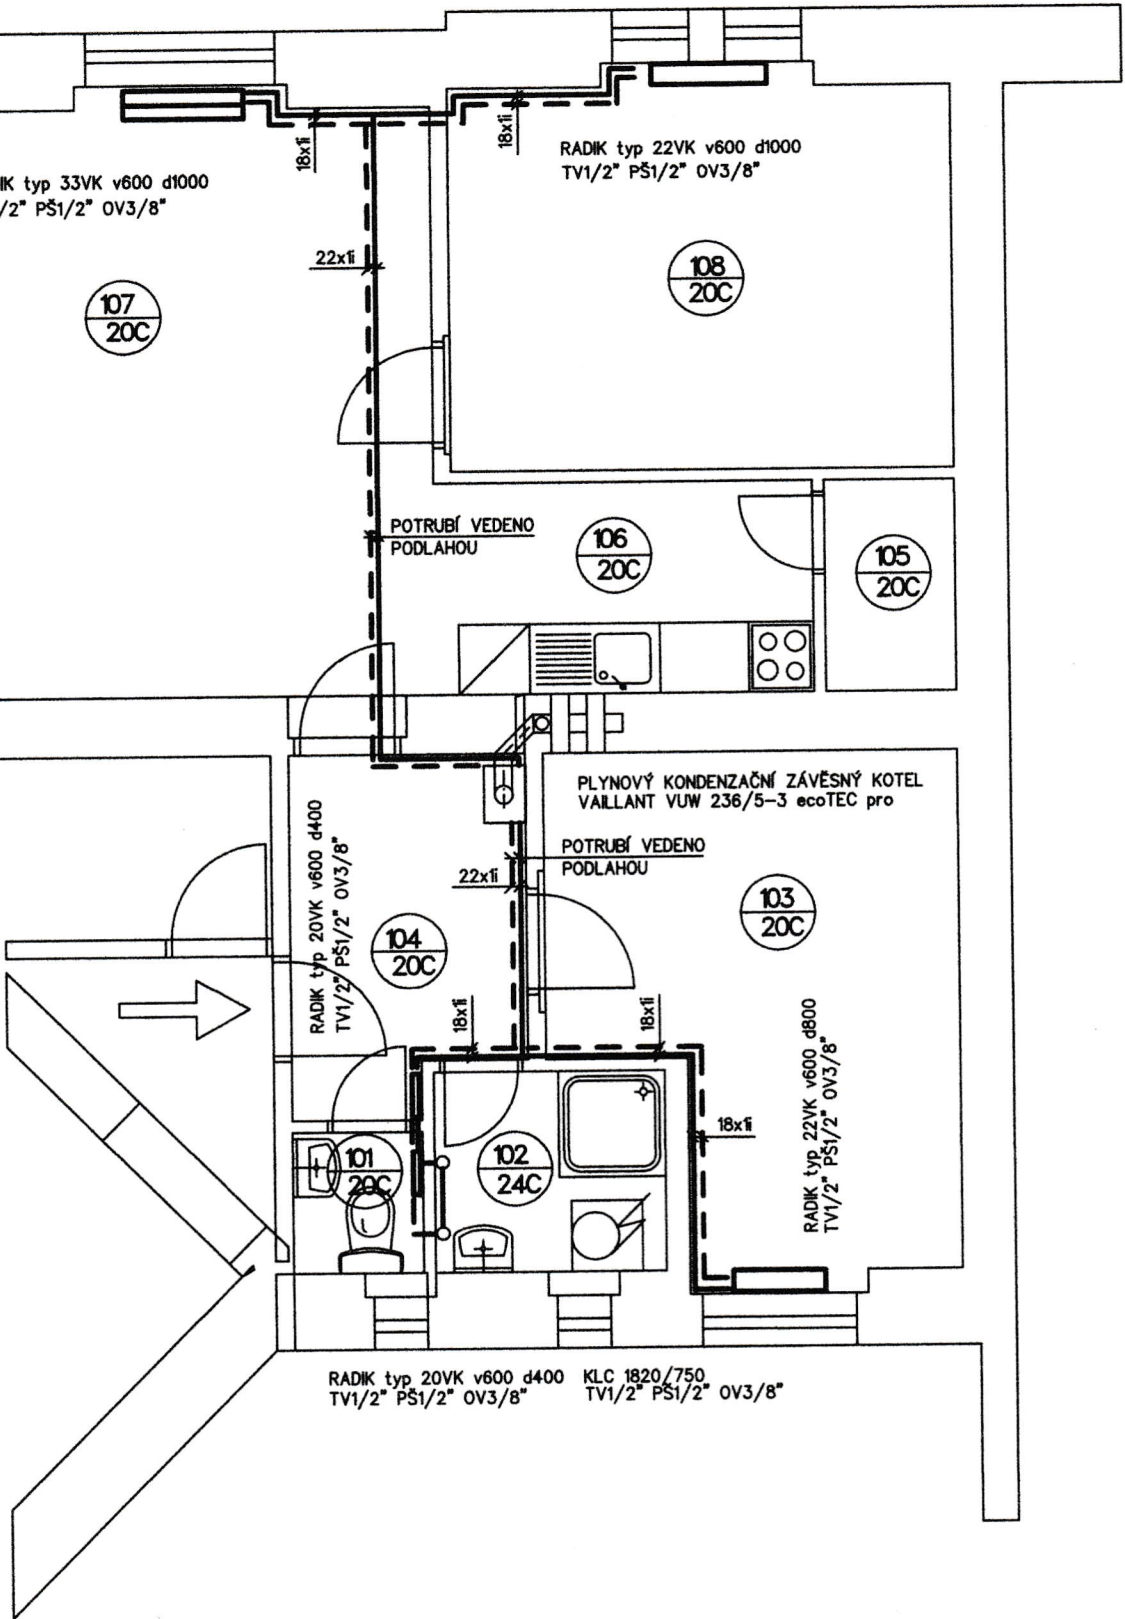 18x1i
18x1i
RADIK typ 22VK v600 d1000
TV1/2" PŠ1/2" OV3/8"
IK typ 33VK v600 d1000
/2" PŠ1/2" OV3/8"
22x1i
108
20C
107
20C
POTRUBÍ VEDENO
PODLAHOU
106
20C
105
20C
PLYNOVÝ KONDENZAČNÍ ZÁVĚSNÝ KOTEL
VAILLANT VUW 236/5-3 ecoTEC pro
RADIK typ 20VK v600 d400
TV1/2" PŠ1/2" OV3/8"
POTRUBÍ VEDENO
PODLAHOU
22x1i
103
20C
104
20C
18x1i
18x1i
RADIK typ 22VK v600 d800
TV1/2" PŠ1/2" OV3/8"
18x1i
101
20C
102
24C
RADIK typ 20VK v600 d400
TV1/2" PŠ1/2" OV3/8"
KLC 1820/750
TV1/2" PŠ1/2" OV3/8"